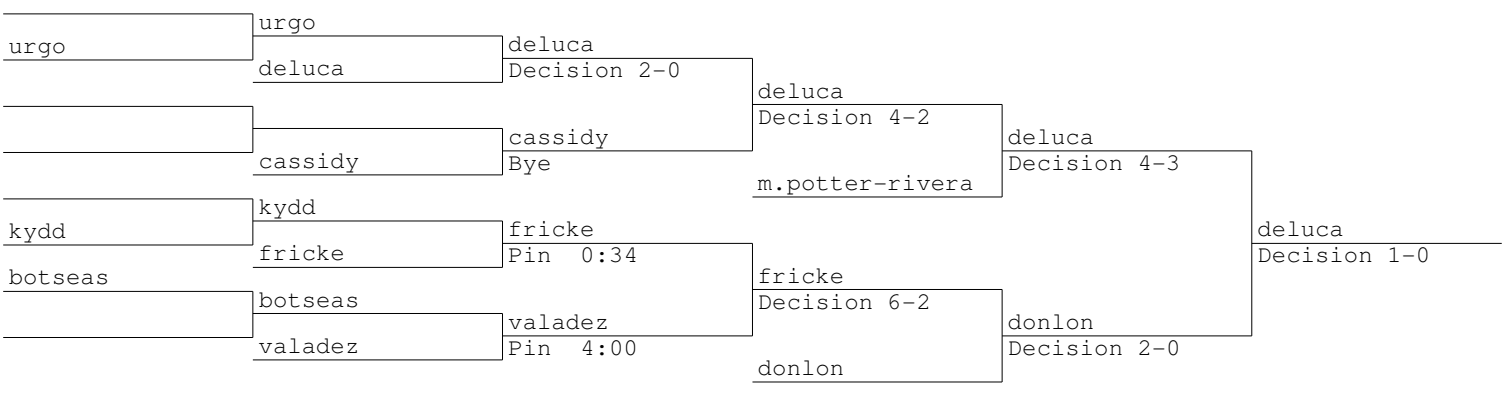 urgo
urgo
deluca
deluca
Decision 2-0
deluca
Decision 4-2
cassidy
cassidy
Bye
deluca
Decision 4-3
m.potter-rivera
kydd
kydd
fricke
fricke
Pin  0:34
deluca
Decision 1-0
botseas
botseas
fricke
Decision 6-2
valadez
valadez
Pin  4:00
donlon
Decision 2-0
donlon